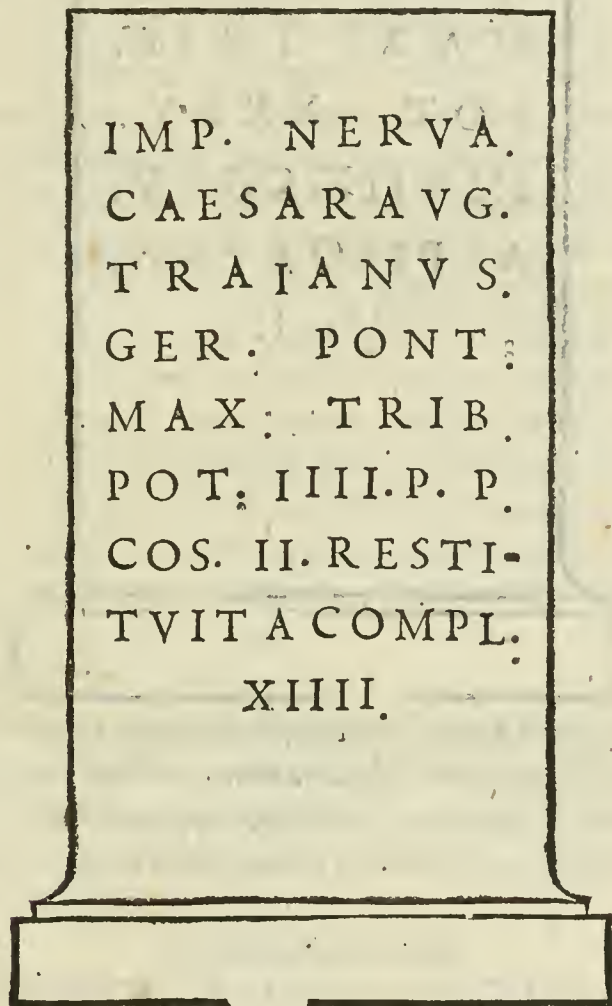 IMP. NERVA.
CAESAR AVG.
TRAIANVS.
GER. PONT:
MAX: TRIB.
POT: IIII. P. P.
COS. II. RESTI-
TVIT A COMPL.
XIIII.